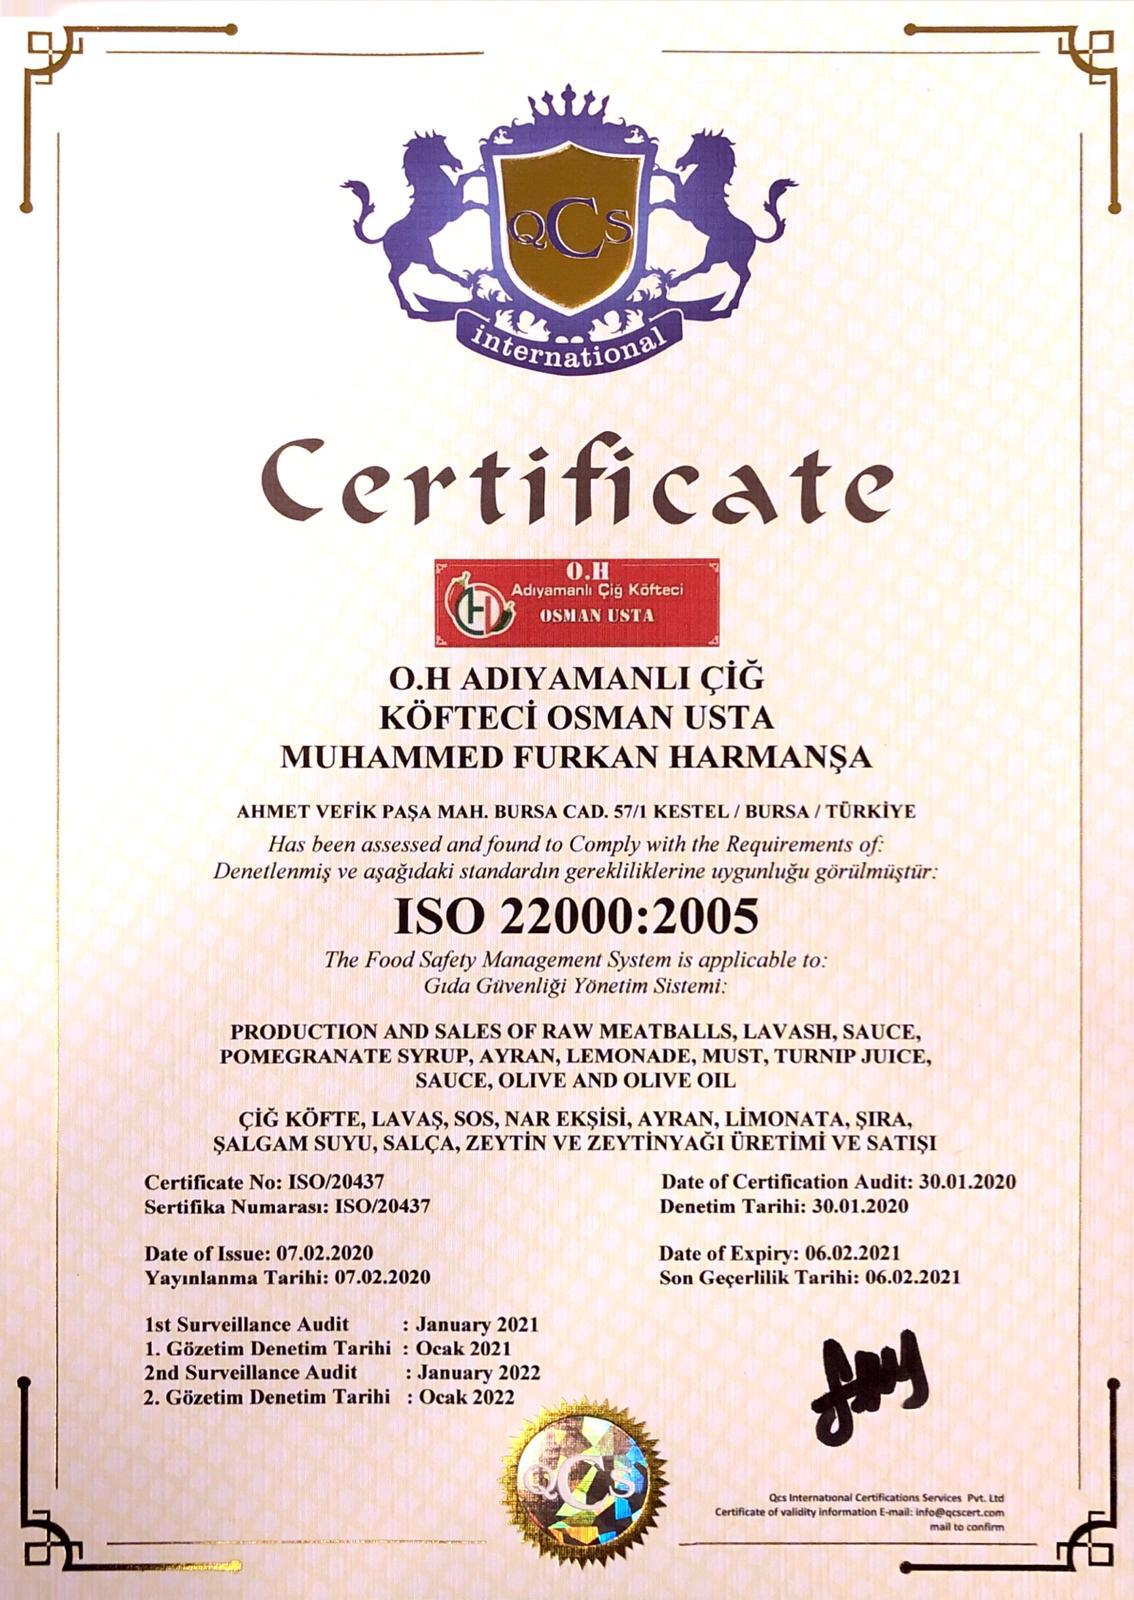 QCS
international
Certificate
O.H
Adıyamanlı Çiğ Köfteci
OSMAN USTA
O.H ADIYAMANLI ÇİĞ
KÖFTECİ OSMAN USTA
MUHAMMED FURKAN HARMANŞA
AHMET VEFİK PAŞA MAH. BURSA CAD. 57/1 KESTEL / BURSA / TÜRKİYE
Has been assessed and found to Comply with the Requirements of:
Denetlenmiş ve aşağıdaki standardın gerekliliklerine uygunluğu görülmüştür:
ISO 22000:2005
The Food Safety Management System is applicable to:
Gıda Güvenliği Yönetim Sistemi:
PRODUCTION AND SALES OF RAW MEATBALLS, LAVASH, SAUCE,
POMEGRANATE SYRUP, AYRAN, LEMONADE, MUST, TURNIP JUICE,
SAUCE, OLIVE AND OLIVE OIL
ÇİĞ KÖFTE, LAVAŞ, SOS, NAR EKŞİSİ, AYRAN, LİMONATA, ŞIRA,
ŞALGAM SUYU, SALÇA, ZEYTİN VE ZEYTİNYAĞI ÜRETİMİ VE SATIŞI
Certificate No: ISO/20437
Sertifika Numarası: ISO/20437
Date of Certification Audit: 30.01.2020
Denetim Tarihi: 30.01.2020
Date of Issue: 07.02.2020
Yayınlanma Tarihi: 07.02.2020
Date of Expiry: 06.02.2021
Son Geçerlilik Tarihi: 06.02.2021
1st Surveillance Audit : January 2021
1. Gözetim Denetim Tarihi : Ocak 2021
2nd Surveillance Audit : January 2022
2. Gözetim Denetim Tarihi : Ocak 2022
QCS
Qcs International Certifications Services Pvt. Ltd
Certificate of validity information E-mail: info@qcscert.com
mail to confirm